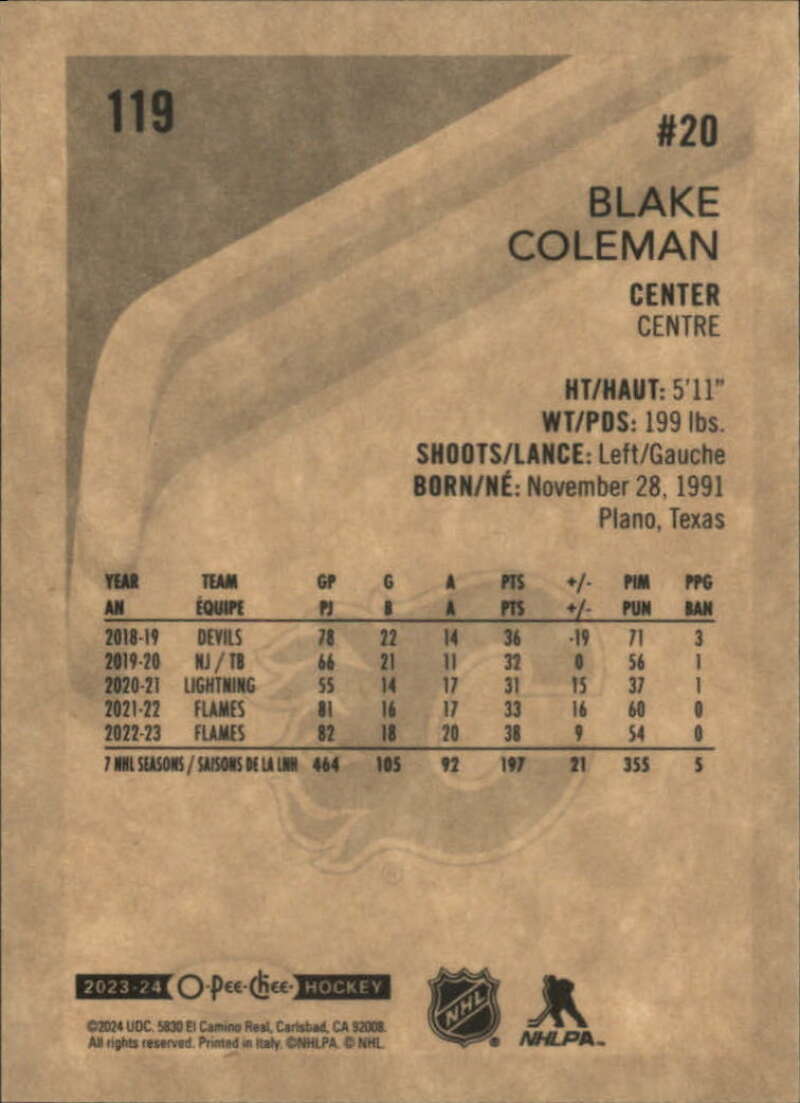 119
#20
BLAKE
COLEMAN
CENTER
CENTRE
HT/HAUT: 5'11"
WT/PDS: 199 lbs.
SHOOTS/LANCE: Left/Gauche
BORN/NÉ: November 28, 1991
Plano, Texas
YEAR TEAM GP G A PTS +/- PIM PPG
AN ÉQUIPE PJ B A PTS +/- PUN BAN
2018-19 DEVILS 78 22 14 36 -19 71 3
2019-20 NJ / TB 66 21 11 32 0 56 1
2020-21 LIGHTNING 55 14 17 31 15 37 1
2021-22 FLAMES 81 16 17 33 16 60 0
2022-23 FLAMES 82 18 20 38 9 54 0
7 NHL SEASONS / SAISONS DE LA LNH 464 105 92 197 21 355 5
®
2023-24 O-Pee-Chee HOCKEY
©2024 UDC. 5830 El Camino Real, Carlsbad, CA 92008.
All rights reserved. Printed in Italy. ©NHLPA. © NHL.
NHL ®
NHLPA™